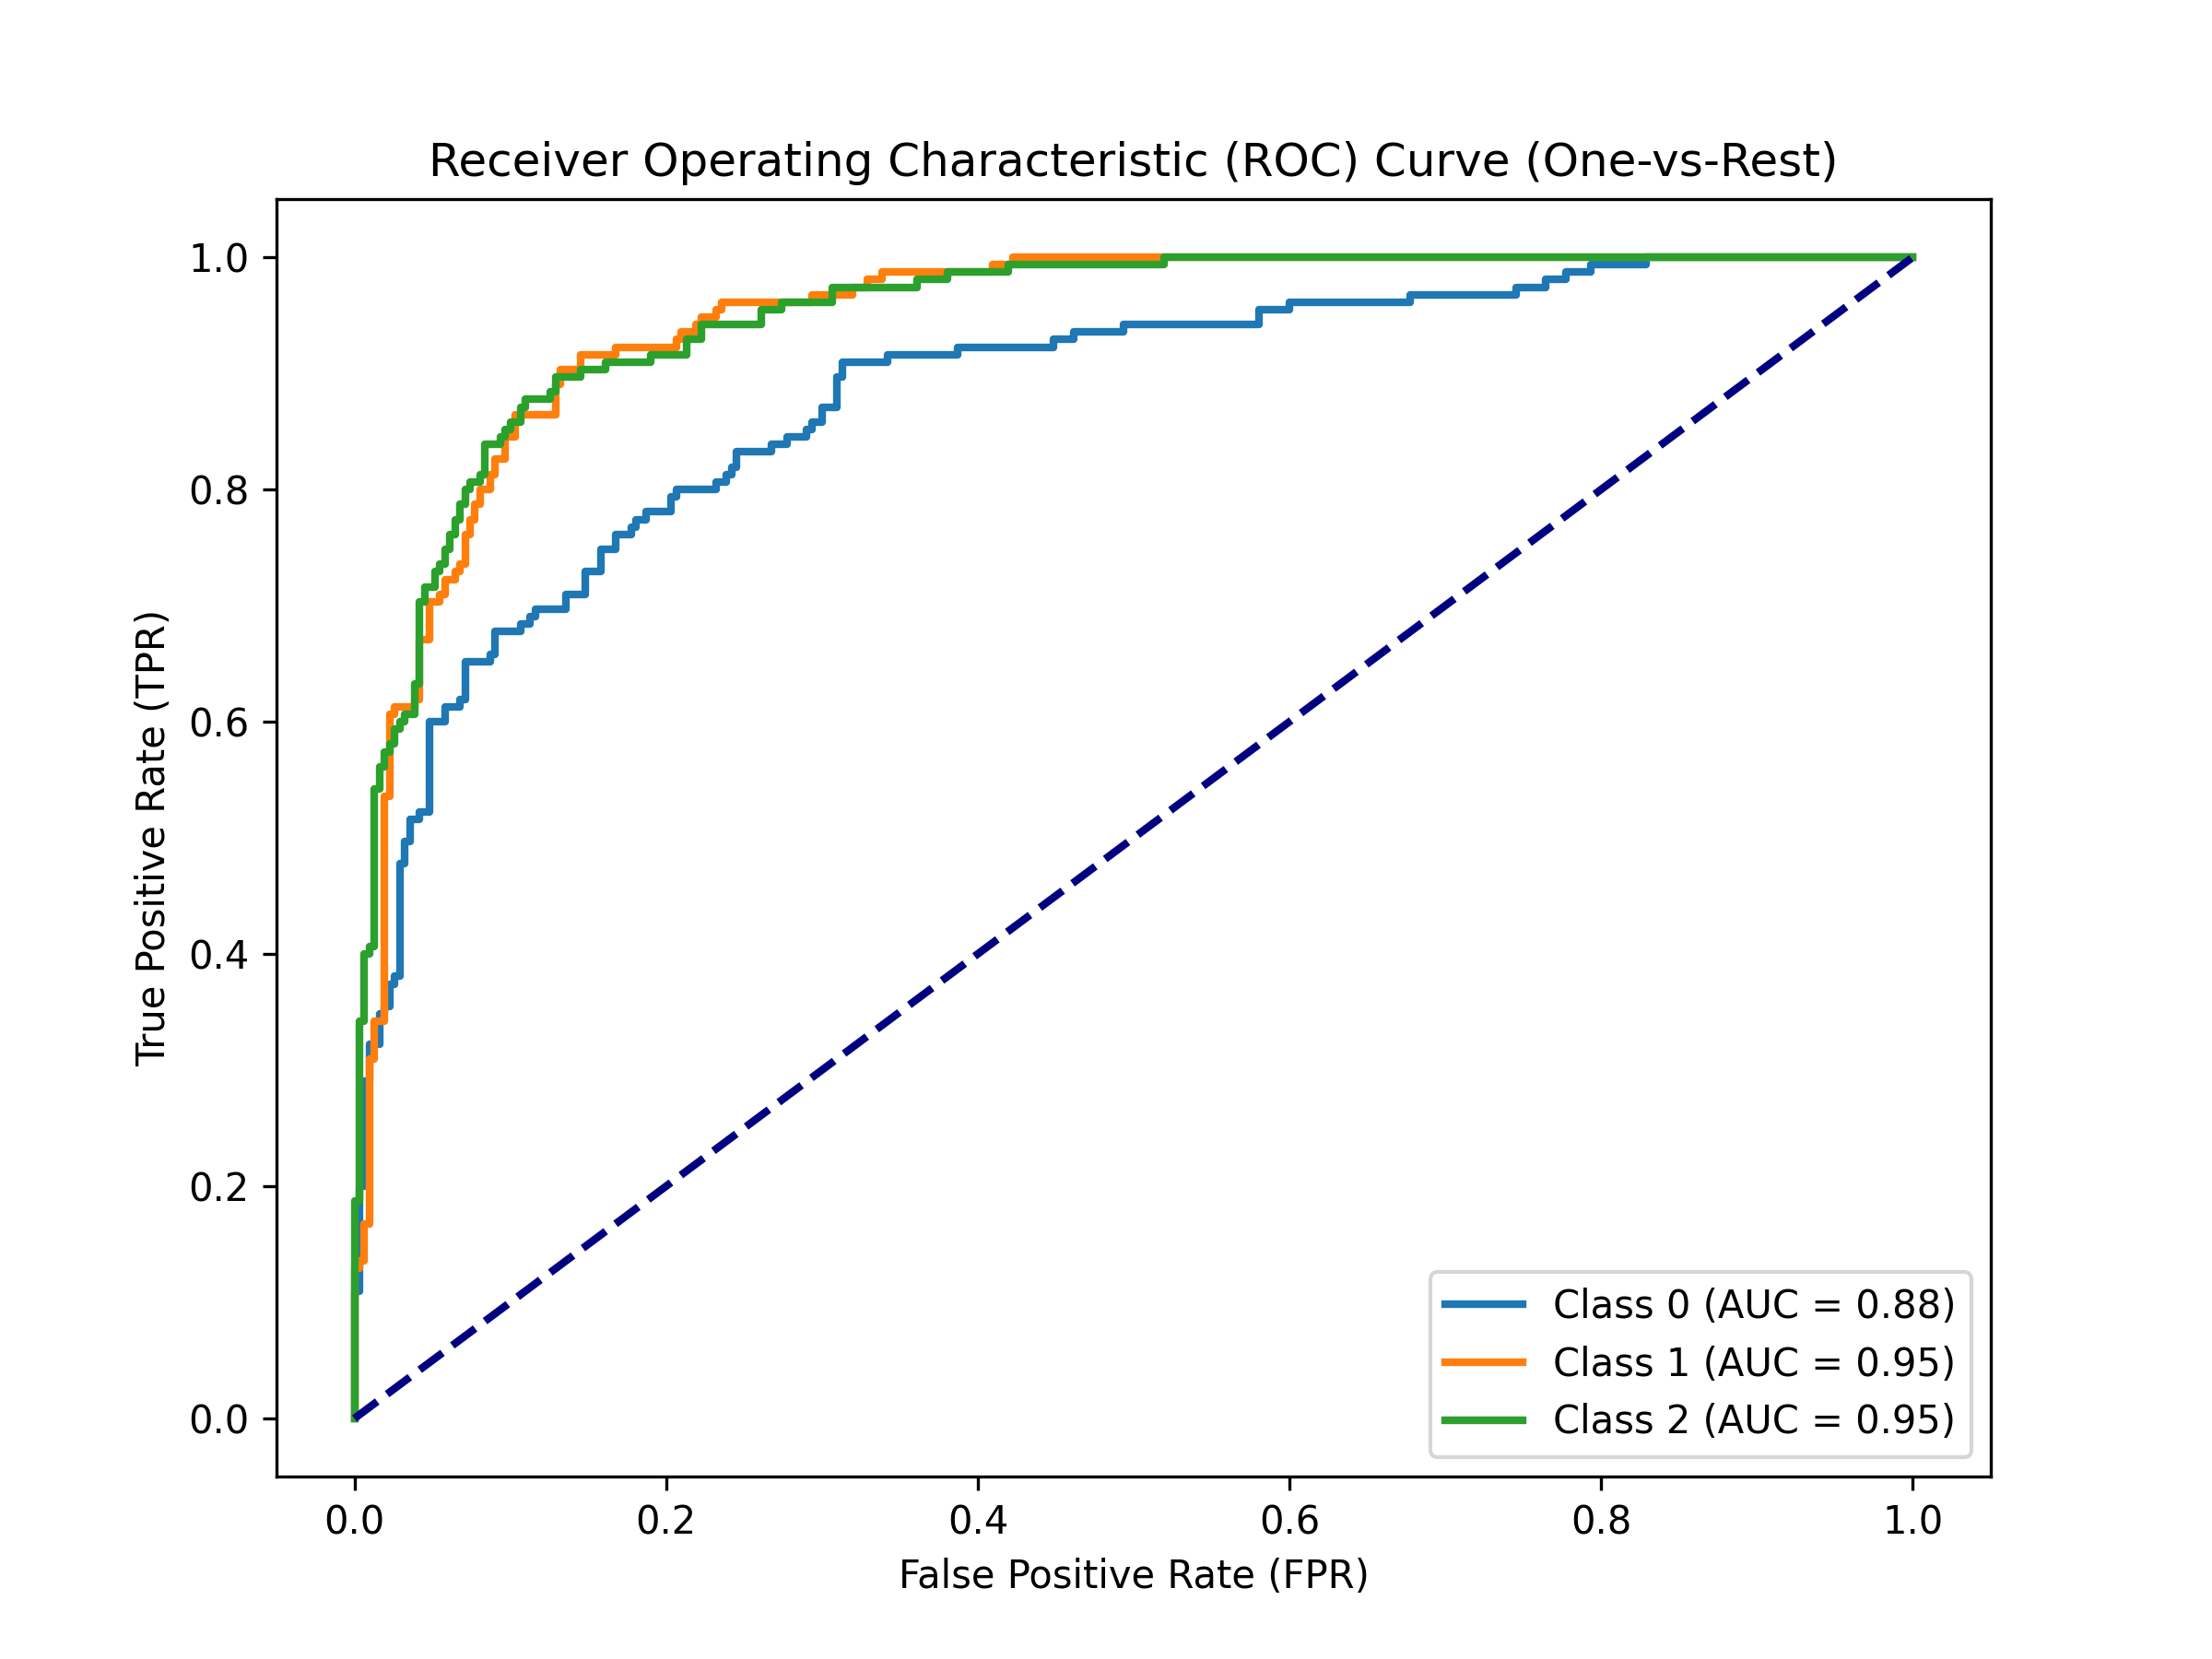 Receiver Operating Characteristic (ROC) Curve (One-vs-Rest)
True Positive Rate (TPR)
1.0
0.8
0.6
0.4
0.2
0.0
0.0 0.2 0.4 0.6 0.8 1.0
False Positive Rate (FPR)
Class 0 (AUC = 0.88)
Class 1 (AUC = 0.95)
Class 2 (AUC = 0.95)